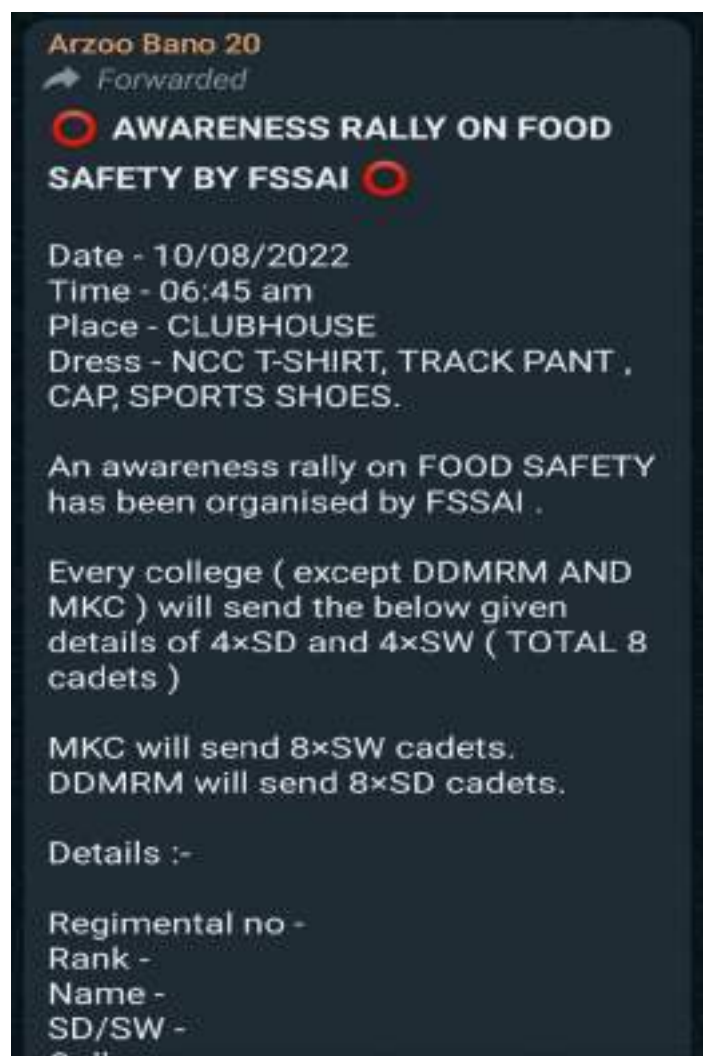 Arzoo Bano 20
Forwarded
⭕ AWARENESS RALLY ON FOOD
SAFETY BY FSSAI ⭕
Date - 10/08/2022
Time - 06:45 am
Place - CLUBHOUSE
Dress - NCC T-SHIRT, TRACK PANT ,
CAP, SPORTS SHOES.
An awareness rally on FOOD SAFETY
has been organised by FSSAI .
Every college ( except DDMRM AND
MKC ) will send the below given
details of 4×SD and 4×SW ( TOTAL 8
cadets )
MKC will send 8×SW cadets.
DDMRM will send 8×SD cadets.
Details :-
Regimental no -
Rank -
Name -
SD/SW -